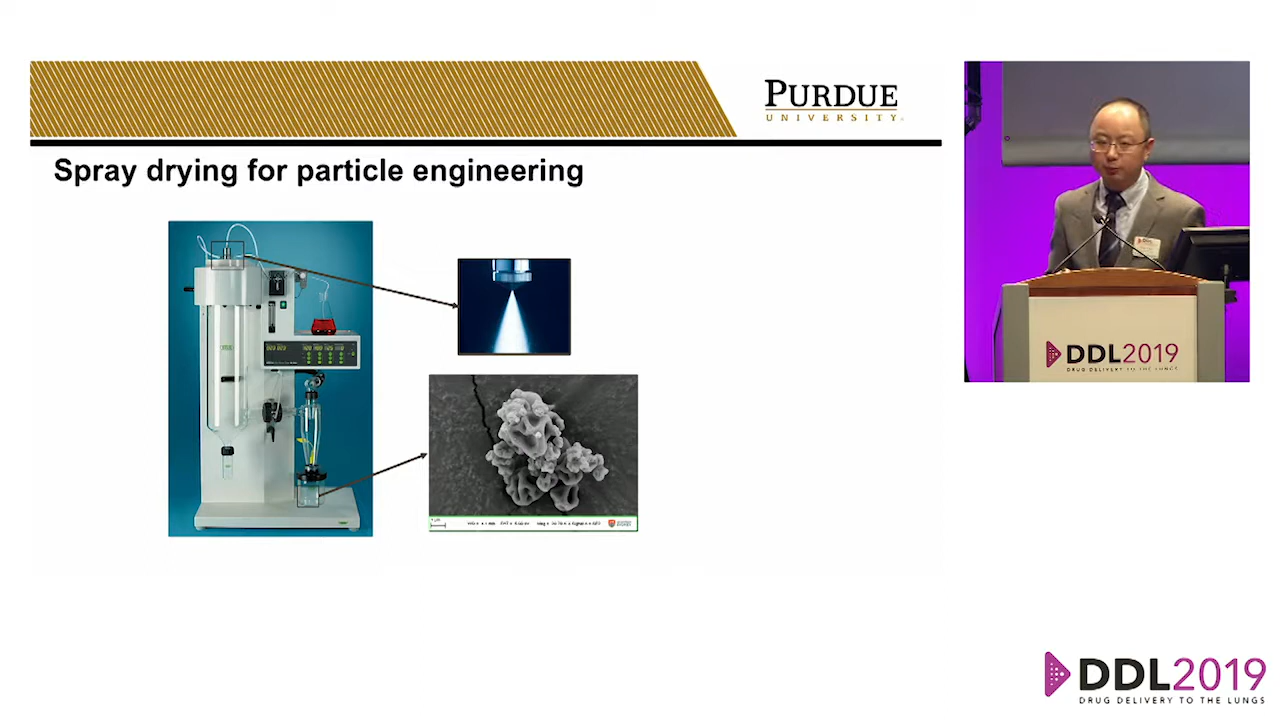 PURDUE
UNIVERSITY
Spray drying for particle engineering
DDL2019
DRUG DELIVERY TO THE LUNGS
DDL2019
DRUG DELIVERY TO THE LUNGS